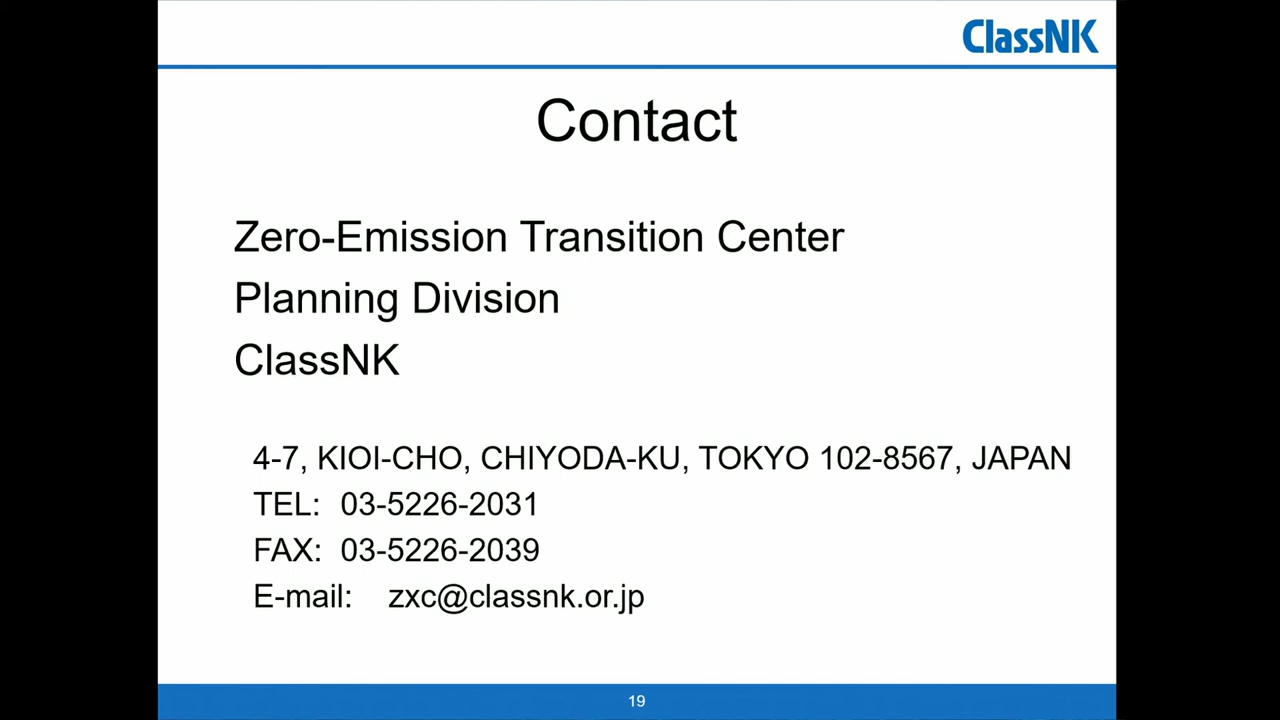 ClassNK
Contact
Zero-Emission Transition Center
Planning Division
ClassNK
4-7, KIOI-CHO, CHIYODA-KU, TOKYO 102-8567, JAPAN
TEL: 03-5226-2031
FAX: 03-5226-2039
E-mail: zxc@classnk.or.jp
19